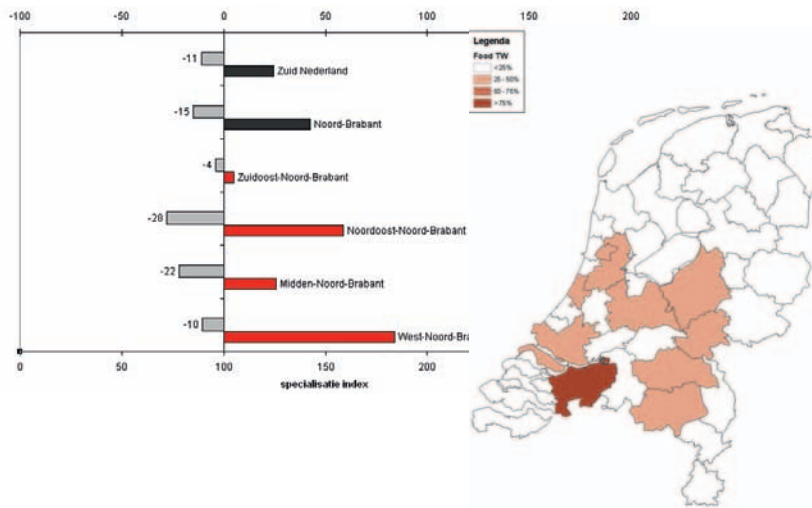 -100 -50 0 50 100 150 200
Legenda
Food TW
<25%
25 - 50%
50 - 75%
>75%
-11
Zuid Nederland
-15
Noord-Brabant
-4
Zuidoost-Noord-Brabant
-28
Noordoost-Noord-Brabant
-22
Midden-Noord-Brabant
-10
West-Noord-Bra
0 50 100 150 200
specialisatie index